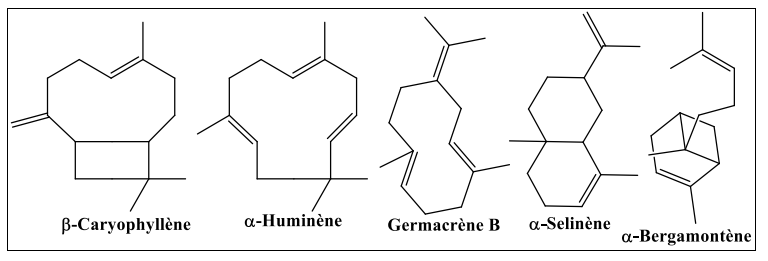 β-Caryophyllène
α-Huminène
Germacrène B
α-Selinène
α-Bergamontène